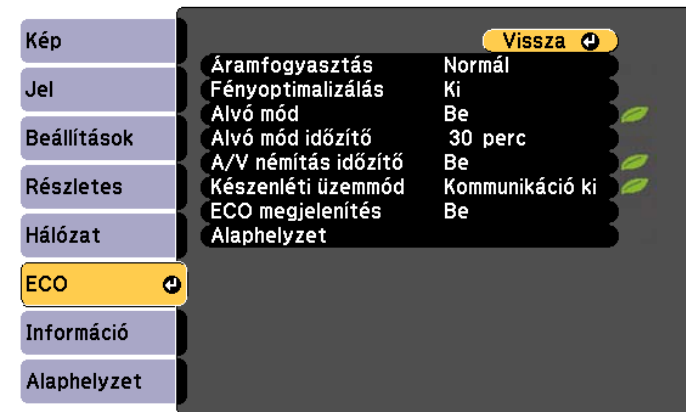 Kép
Jel
Beállítások
Részletes
Hálózat
ECO
Információ
Alaphelyzet
Vissza
Áramfogyasztás Normál
Fényoptimalizálás Ki
Alvó mód Be
Alvó mód időzítő 30 perc
A/V némítás időzítő Be
Készenléti üzemmód Kommunikáció ki
ECO megjelenítés Be
Alaphelyzet